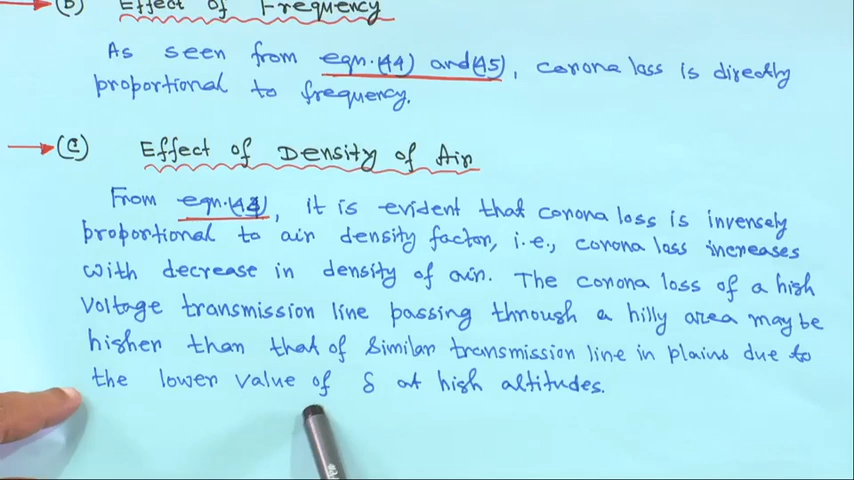 (b) Effect of Frequency
As seen from eqn.(44) and (45), corona loss is directly
proportional to frequency.
(c) Effect of Density of Air
From eqn.(44), it is evident that corona loss is inversely
proportional to air density factor, i.e., corona loss increases
with decrease in density of air. The corona loss of a high
voltage transmission line passing through a hilly area may be
higher than that of similar transmission line in plains due to
the lower value of δ at high altitudes.